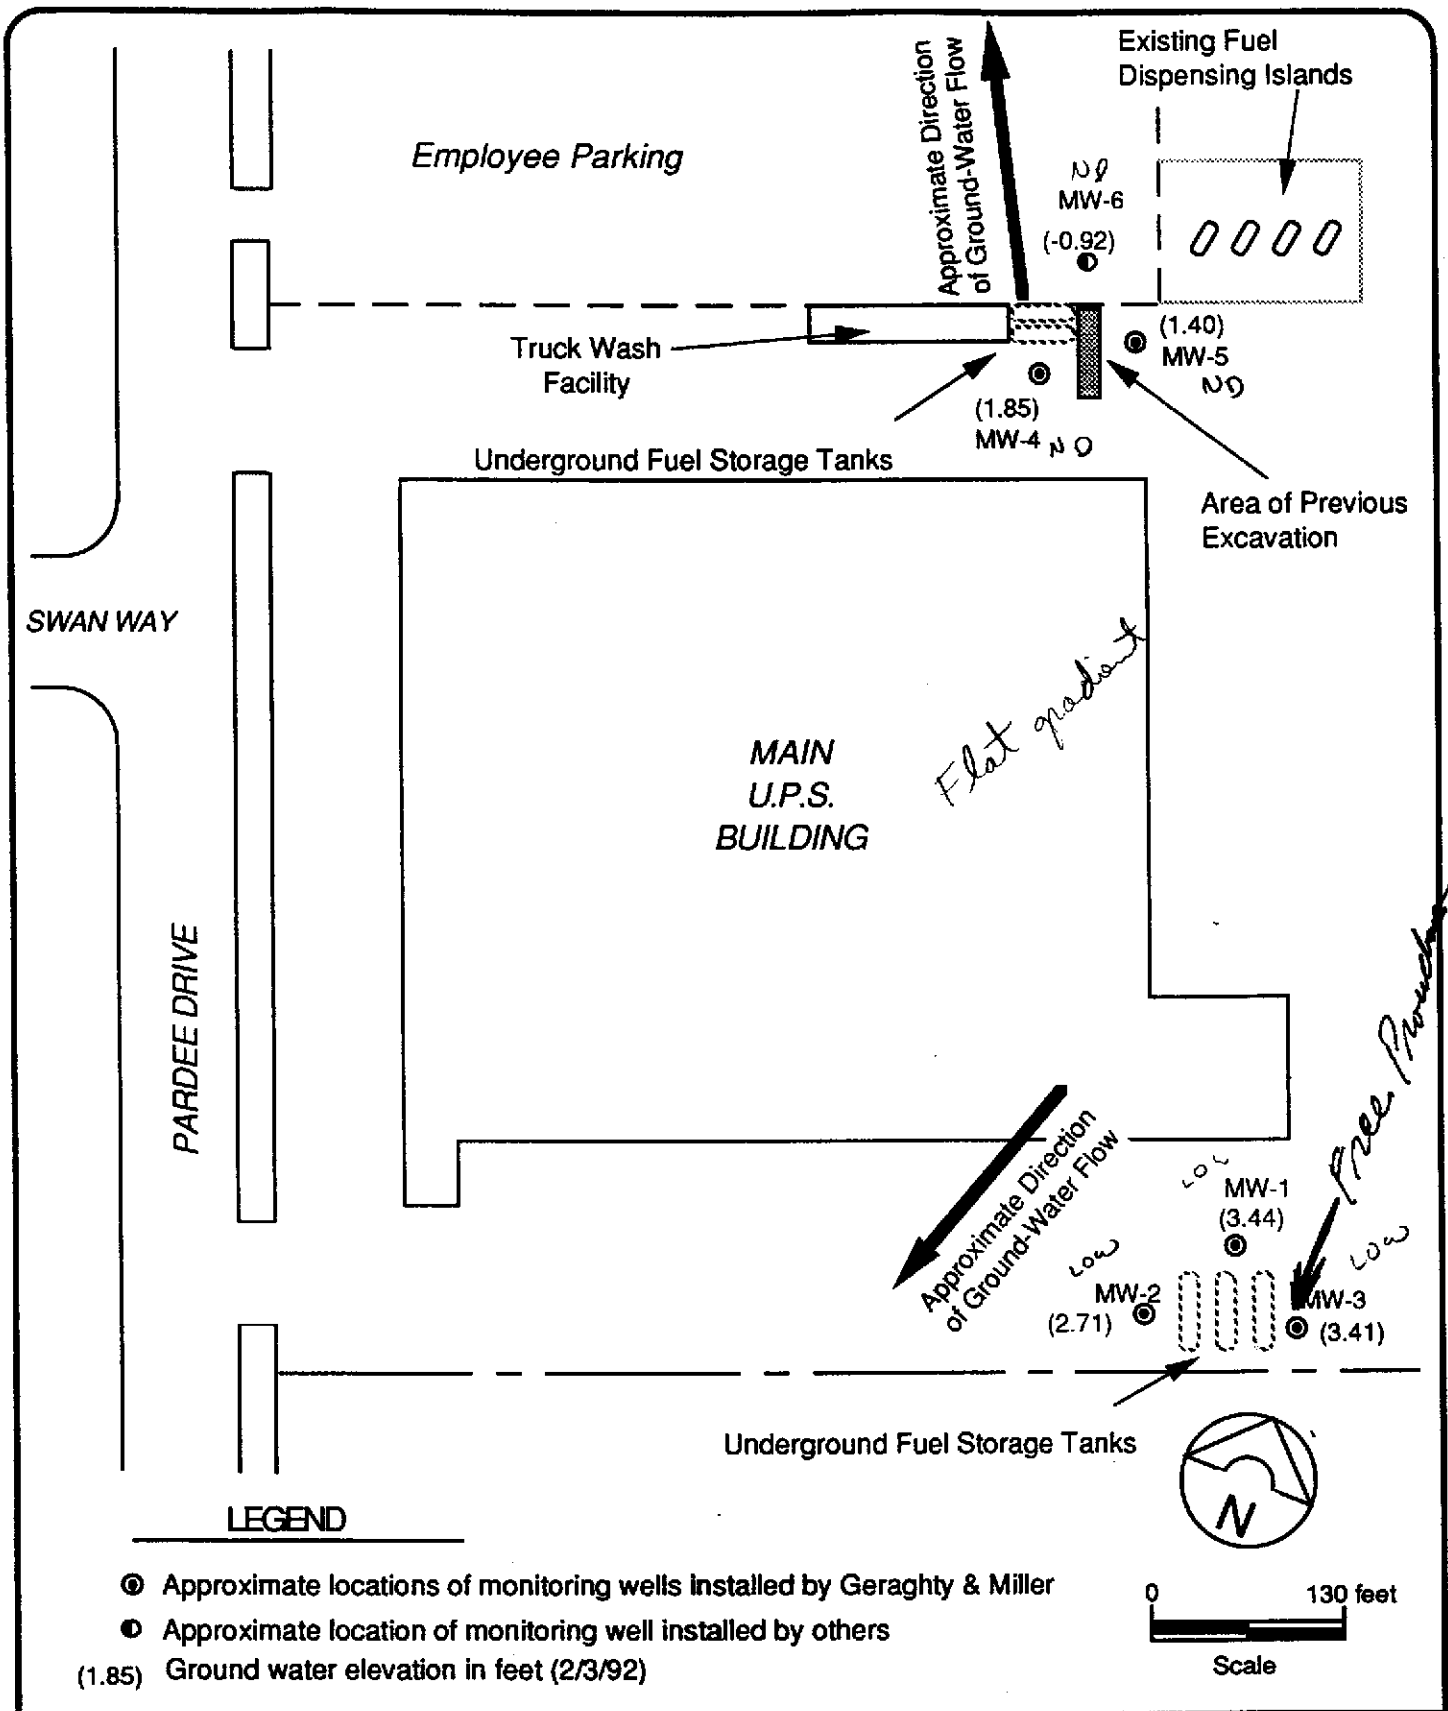 Existing Fuel
Dispensing Islands
Approximate Direction
of Ground-Water Flow
Employee Parking
ND
MW-6
(-0.92)
Truck Wash
Facility
(1.40)
MW-5
ND
(1.85)
MW-4 ND
Underground Fuel Storage Tanks
Area of Previous
Excavation
SWAN WAY
Flat gradient
MAIN
U.P.S.
BUILDING
PARDEE DRIVE
Free Product
Approximate Direction
of Ground-Water Flow
LOW
MW-1
(3.44)
LOW
MW-2
(2.71)
LOW
MW-3
(3.41)
Underground Fuel Storage Tanks
N
LEGEND
Approximate locations of monitoring wells installed by Geraghty & Miller
Approximate location of monitoring well installed by others
(1.85) Ground water elevation in feet (2/3/92)
0 130 feet
Scale